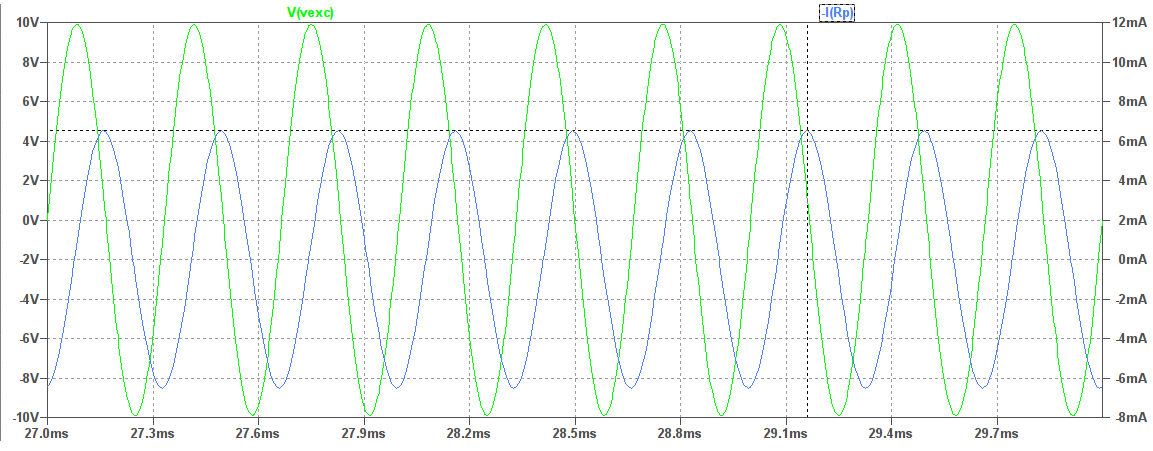 V(vexc) -I(Rp)
10V 12mA
8V 10mA
6V 8mA
4V 6mA
2V 4mA
0V 2mA
-2V 0mA
-4V -2mA
-6V -4mA
-8V -6mA
-10V -8mA
27.0ms 27.3ms 27.6ms 27.9ms 28.2ms 28.5ms 28.8ms 29.1ms 29.4ms 29.7ms